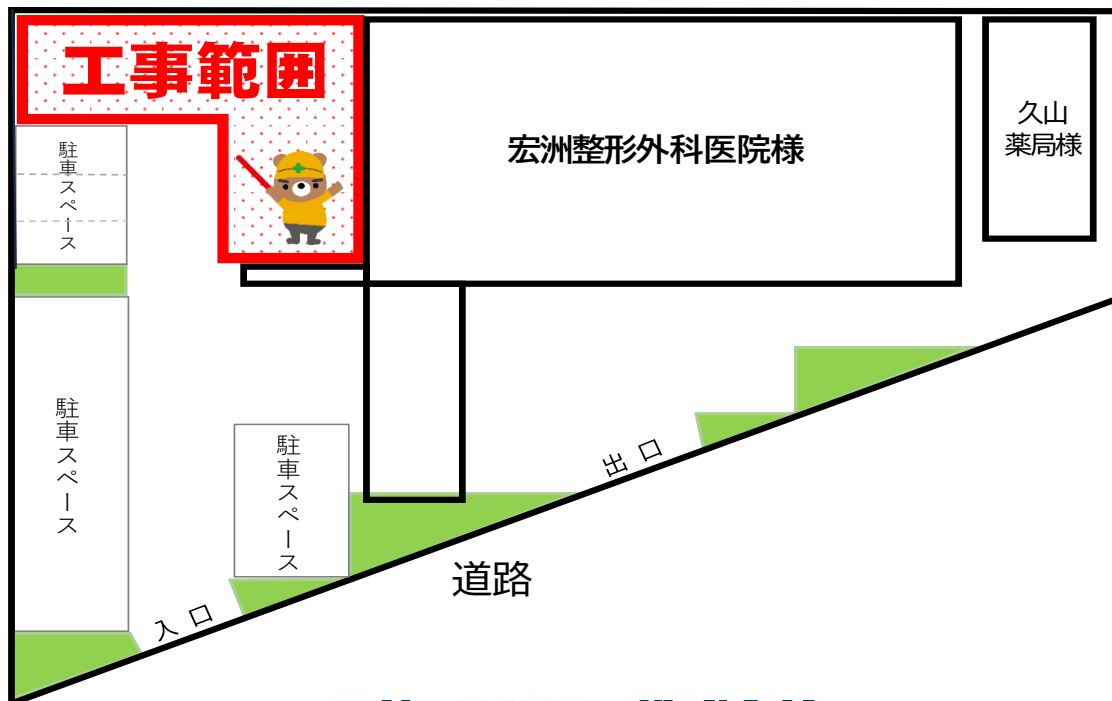 工事範囲
宏洲整形外科医院様
久山
薬局様
駐車スペース
駐車スペース
駐車スペース
出口
入口
道路